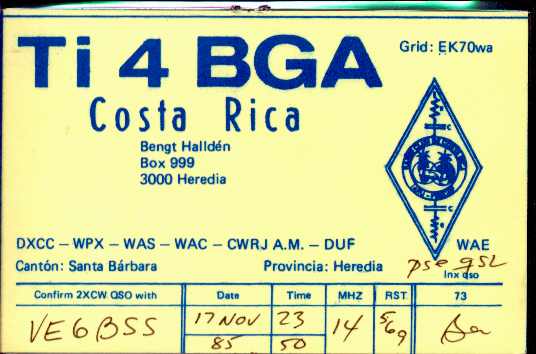 Ti 4 BGA
Grid: EK70wa
Costa Rica
Bengt Halldén
Box 999
3000 Heredia
C
C
DXCC – WPX – WAS – WAC – CWRJ A.M. – DUF
WAE
Cantón: Santa Bárbara
Provincia: Heredia
pse qsl
lnx qso
Confirm 2XCW QSO with
Date
Time
MHZ
RST
73
VE6BSS
17 NOV
85
23
50
14
569